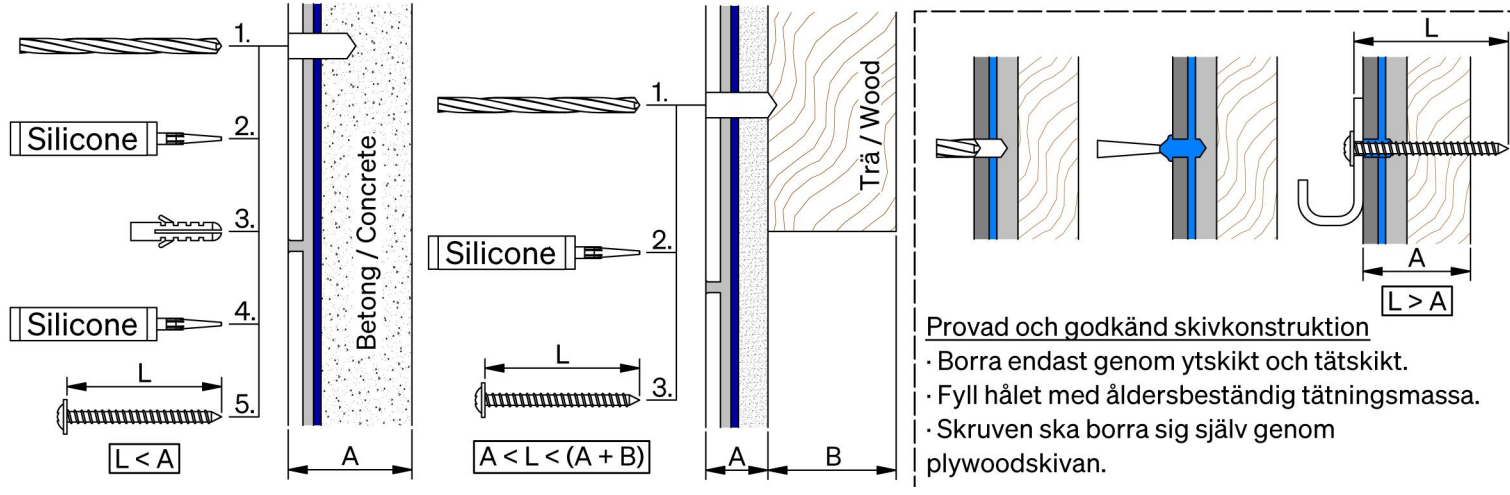 1.
Silicone 2.
3.
Silicone 4.
L
5.
L < A
Betong / Concrete
A
1.
Silicone 2.
L
3.
A < L < (A + B)
Trä / Wood
A
B
L
A
L > A
Provad och godkänd skivkonstruktion
· Borra endast genom ytskikt och tätskikt.
· Fyll hålet med åldersbeständig tätningsmassa.
· Skruven ska borra sig själv genom
plywoodskivan.